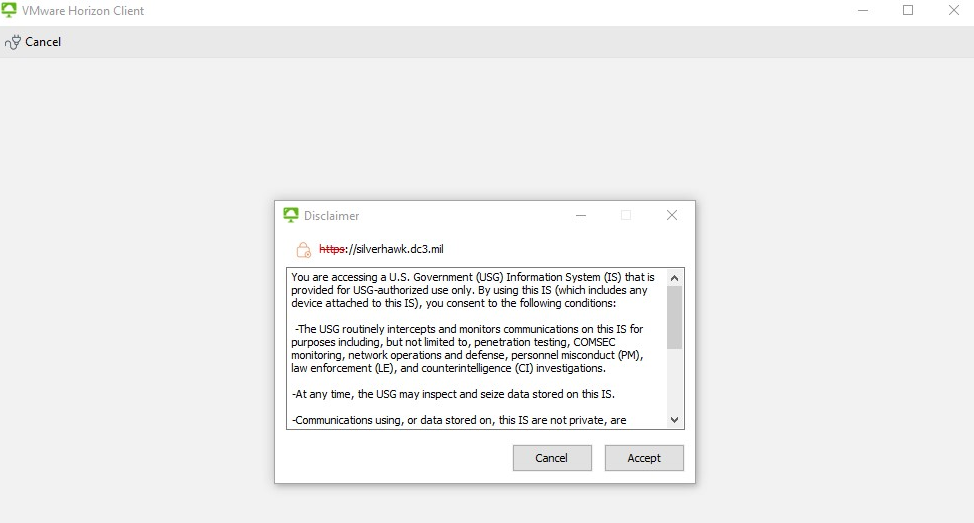 VMware Horizon Client
Cancel
Disclaimer
https://silverhawk.dc3.mil
You are accessing a U.S. Government (USG) Information System (IS) that is
provided for USG-authorized use only. By using this IS (which includes any
device attached to this IS), you consent to the following conditions:
-The USG routinely intercepts and monitors communications on this IS for
purposes including, but not limited to, penetration testing, COMSEC
monitoring, network operations and defense, personnel misconduct (PM),
law enforcement (LE), and counterintelligence (CI) investigations.
-At any time, the USG may inspect and seize data stored on this IS.
-Communications using, or data stored on, this IS are not private, are
Cancel
Accept